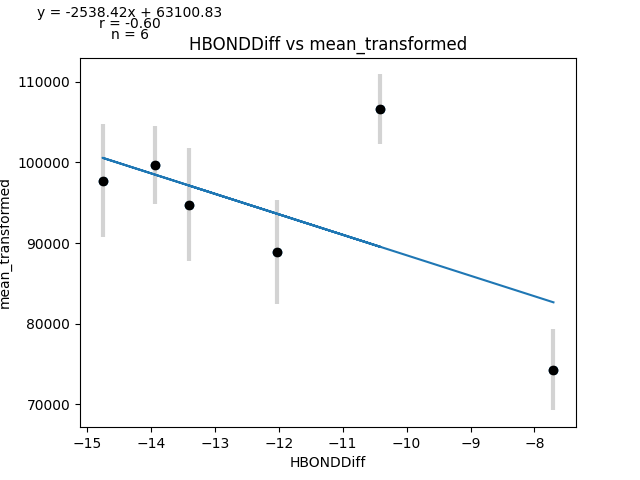 y = -2538.42x + 63100.83
r = -0.60
n = 6
HBONDDiff vs mean_transformed
110000
100000
90000
80000
70000
mean_transformed
−15 −14 −13 −12 −11 −10 −9 −8
HBONDDiff